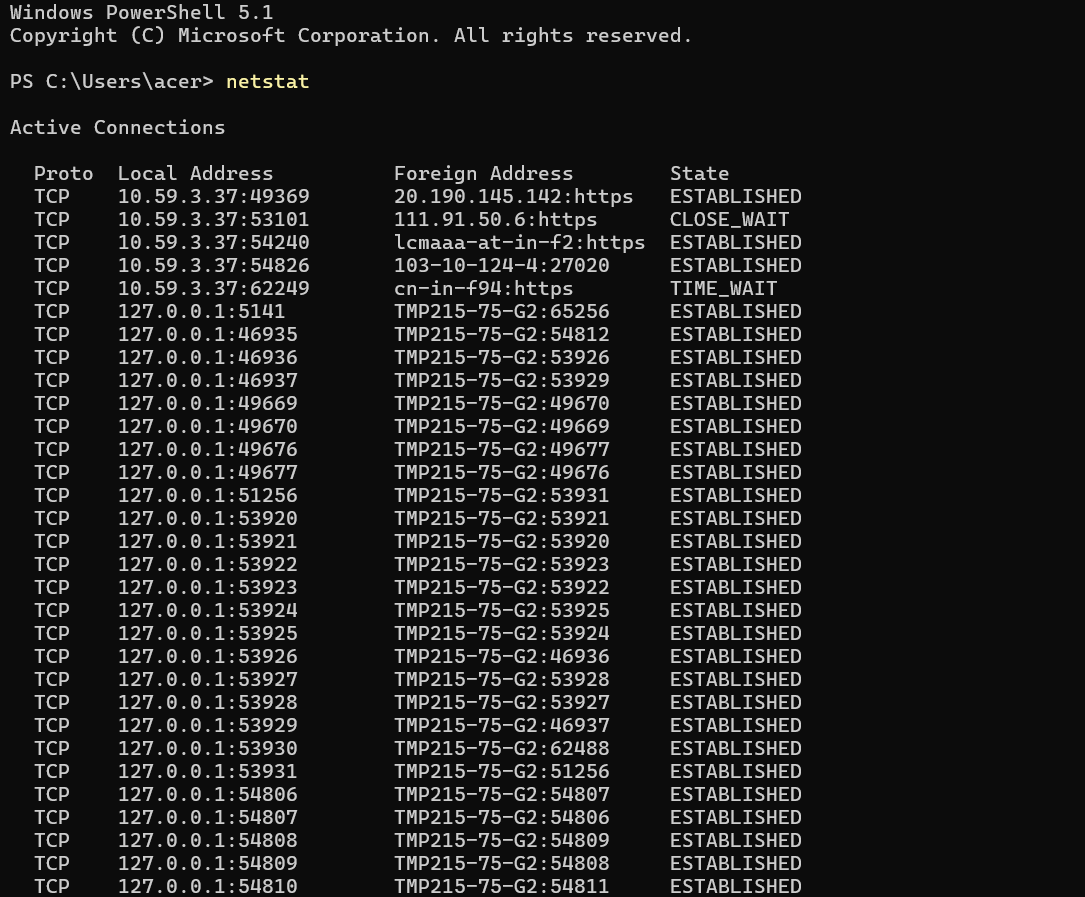 Windows PowerShell 5.1
Copyright (C) Microsoft Corporation. All rights reserved.
PS C:\Users\acer> netstat
Active Connections
Proto  Local Address          Foreign Address        State
TCP    10.59.3.37:49369       20.190.145.142:https   ESTABLISHED
TCP    10.59.3.37:53101       111.91.50.6:https      CLOSE_WAIT
TCP    10.59.3.37:54240       lcmaaa-at-in-f2:https  ESTABLISHED
TCP    10.59.3.37:54826       103-10-124-4:27020     ESTABLISHED
TCP    10.59.3.37:62249       cn-in-f94:https        TIME_WAIT
TCP    127.0.0.1:5141         TMP215-75-G2:65256     ESTABLISHED
TCP    127.0.0.1:46935        TMP215-75-G2:54812     ESTABLISHED
TCP    127.0.0.1:46936        TMP215-75-G2:53926     ESTABLISHED
TCP    127.0.0.1:46937        TMP215-75-G2:53929     ESTABLISHED
TCP    127.0.0.1:49669        TMP215-75-G2:49670     ESTABLISHED
TCP    127.0.0.1:49670        TMP215-75-G2:49669     ESTABLISHED
TCP    127.0.0.1:49676        TMP215-75-G2:49677     ESTABLISHED
TCP    127.0.0.1:49677        TMP215-75-G2:49676     ESTABLISHED
TCP    127.0.0.1:51256        TMP215-75-G2:53931     ESTABLISHED
TCP    127.0.0.1:53920        TMP215-75-G2:53921     ESTABLISHED
TCP    127.0.0.1:53921        TMP215-75-G2:53920     ESTABLISHED
TCP    127.0.0.1:53922        TMP215-75-G2:53923     ESTABLISHED
TCP    127.0.0.1:53923        TMP215-75-G2:53922     ESTABLISHED
TCP    127.0.0.1:53924        TMP215-75-G2:53925     ESTABLISHED
TCP    127.0.0.1:53925        TMP215-75-G2:53924     ESTABLISHED
TCP    127.0.0.1:53926        TMP215-75-G2:46936     ESTABLISHED
TCP    127.0.0.1:53927        TMP215-75-G2:53928     ESTABLISHED
TCP    127.0.0.1:53928        TMP215-75-G2:53927     ESTABLISHED
TCP    127.0.0.1:53929        TMP215-75-G2:46937     ESTABLISHED
TCP    127.0.0.1:53930        TMP215-75-G2:62488     ESTABLISHED
TCP    127.0.0.1:53931        TMP215-75-G2:51256     ESTABLISHED
TCP    127.0.0.1:54806        TMP215-75-G2:54807     ESTABLISHED
TCP    127.0.0.1:54807        TMP215-75-G2:54806     ESTABLISHED
TCP    127.0.0.1:54808        TMP215-75-G2:54809     ESTABLISHED
TCP    127.0.0.1:54809        TMP215-75-G2:54808     ESTABLISHED
TCP    127.0.0.1:54810        TMP215-75-G2:54811     ESTABLISHED